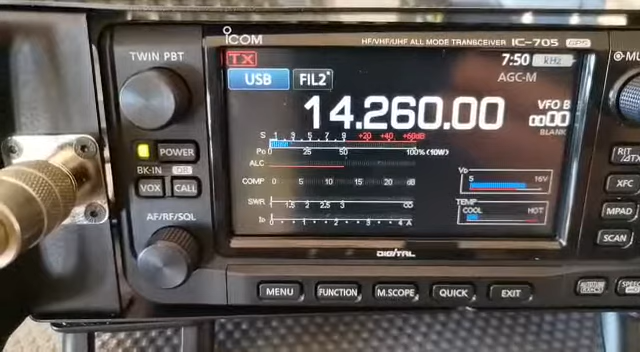 ICOM
HF/VHF/UHF ALL MODE TRANSCEIVER IC-705 GPS
TWIN PBT
TX
7:50 kHz
USB FIL2
AGC-M
14.260.00
VFO B
00
BLANK
S 1 3 5 7 9 +20 +40 +60dB
Po 0 25 50 100% (10W)
ALC
COMP 0 5 10 15 20 dB
SWR 1 1.5 2 2.5 3 ∞
ID 0 1 2 3 4 A
VD
5 16V
TEMP
COOL HOT
POWER
BK-IN
VOX CALL
AF/RF/SQL
RIT
XFC
MPAD
SCAN
DIGITAL
MENU FUNCTION M.SCOPE QUICK EXIT